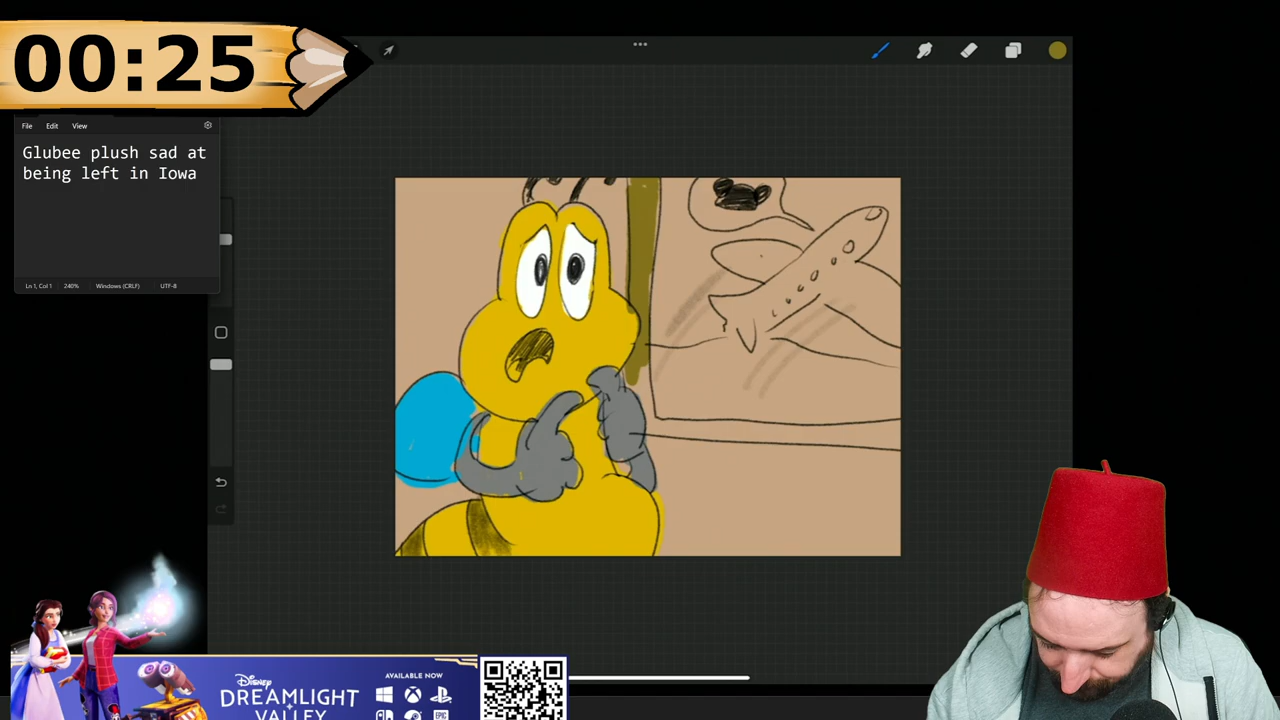 00:25
File Edit View
Glubee plush sad at
being left in Iowa
Ln 1, Col 1 240% Windows (CRLF) UTF-8
Disney
DREAMLIGHT
VALLEY
AVAILABLE NOW
EPIC